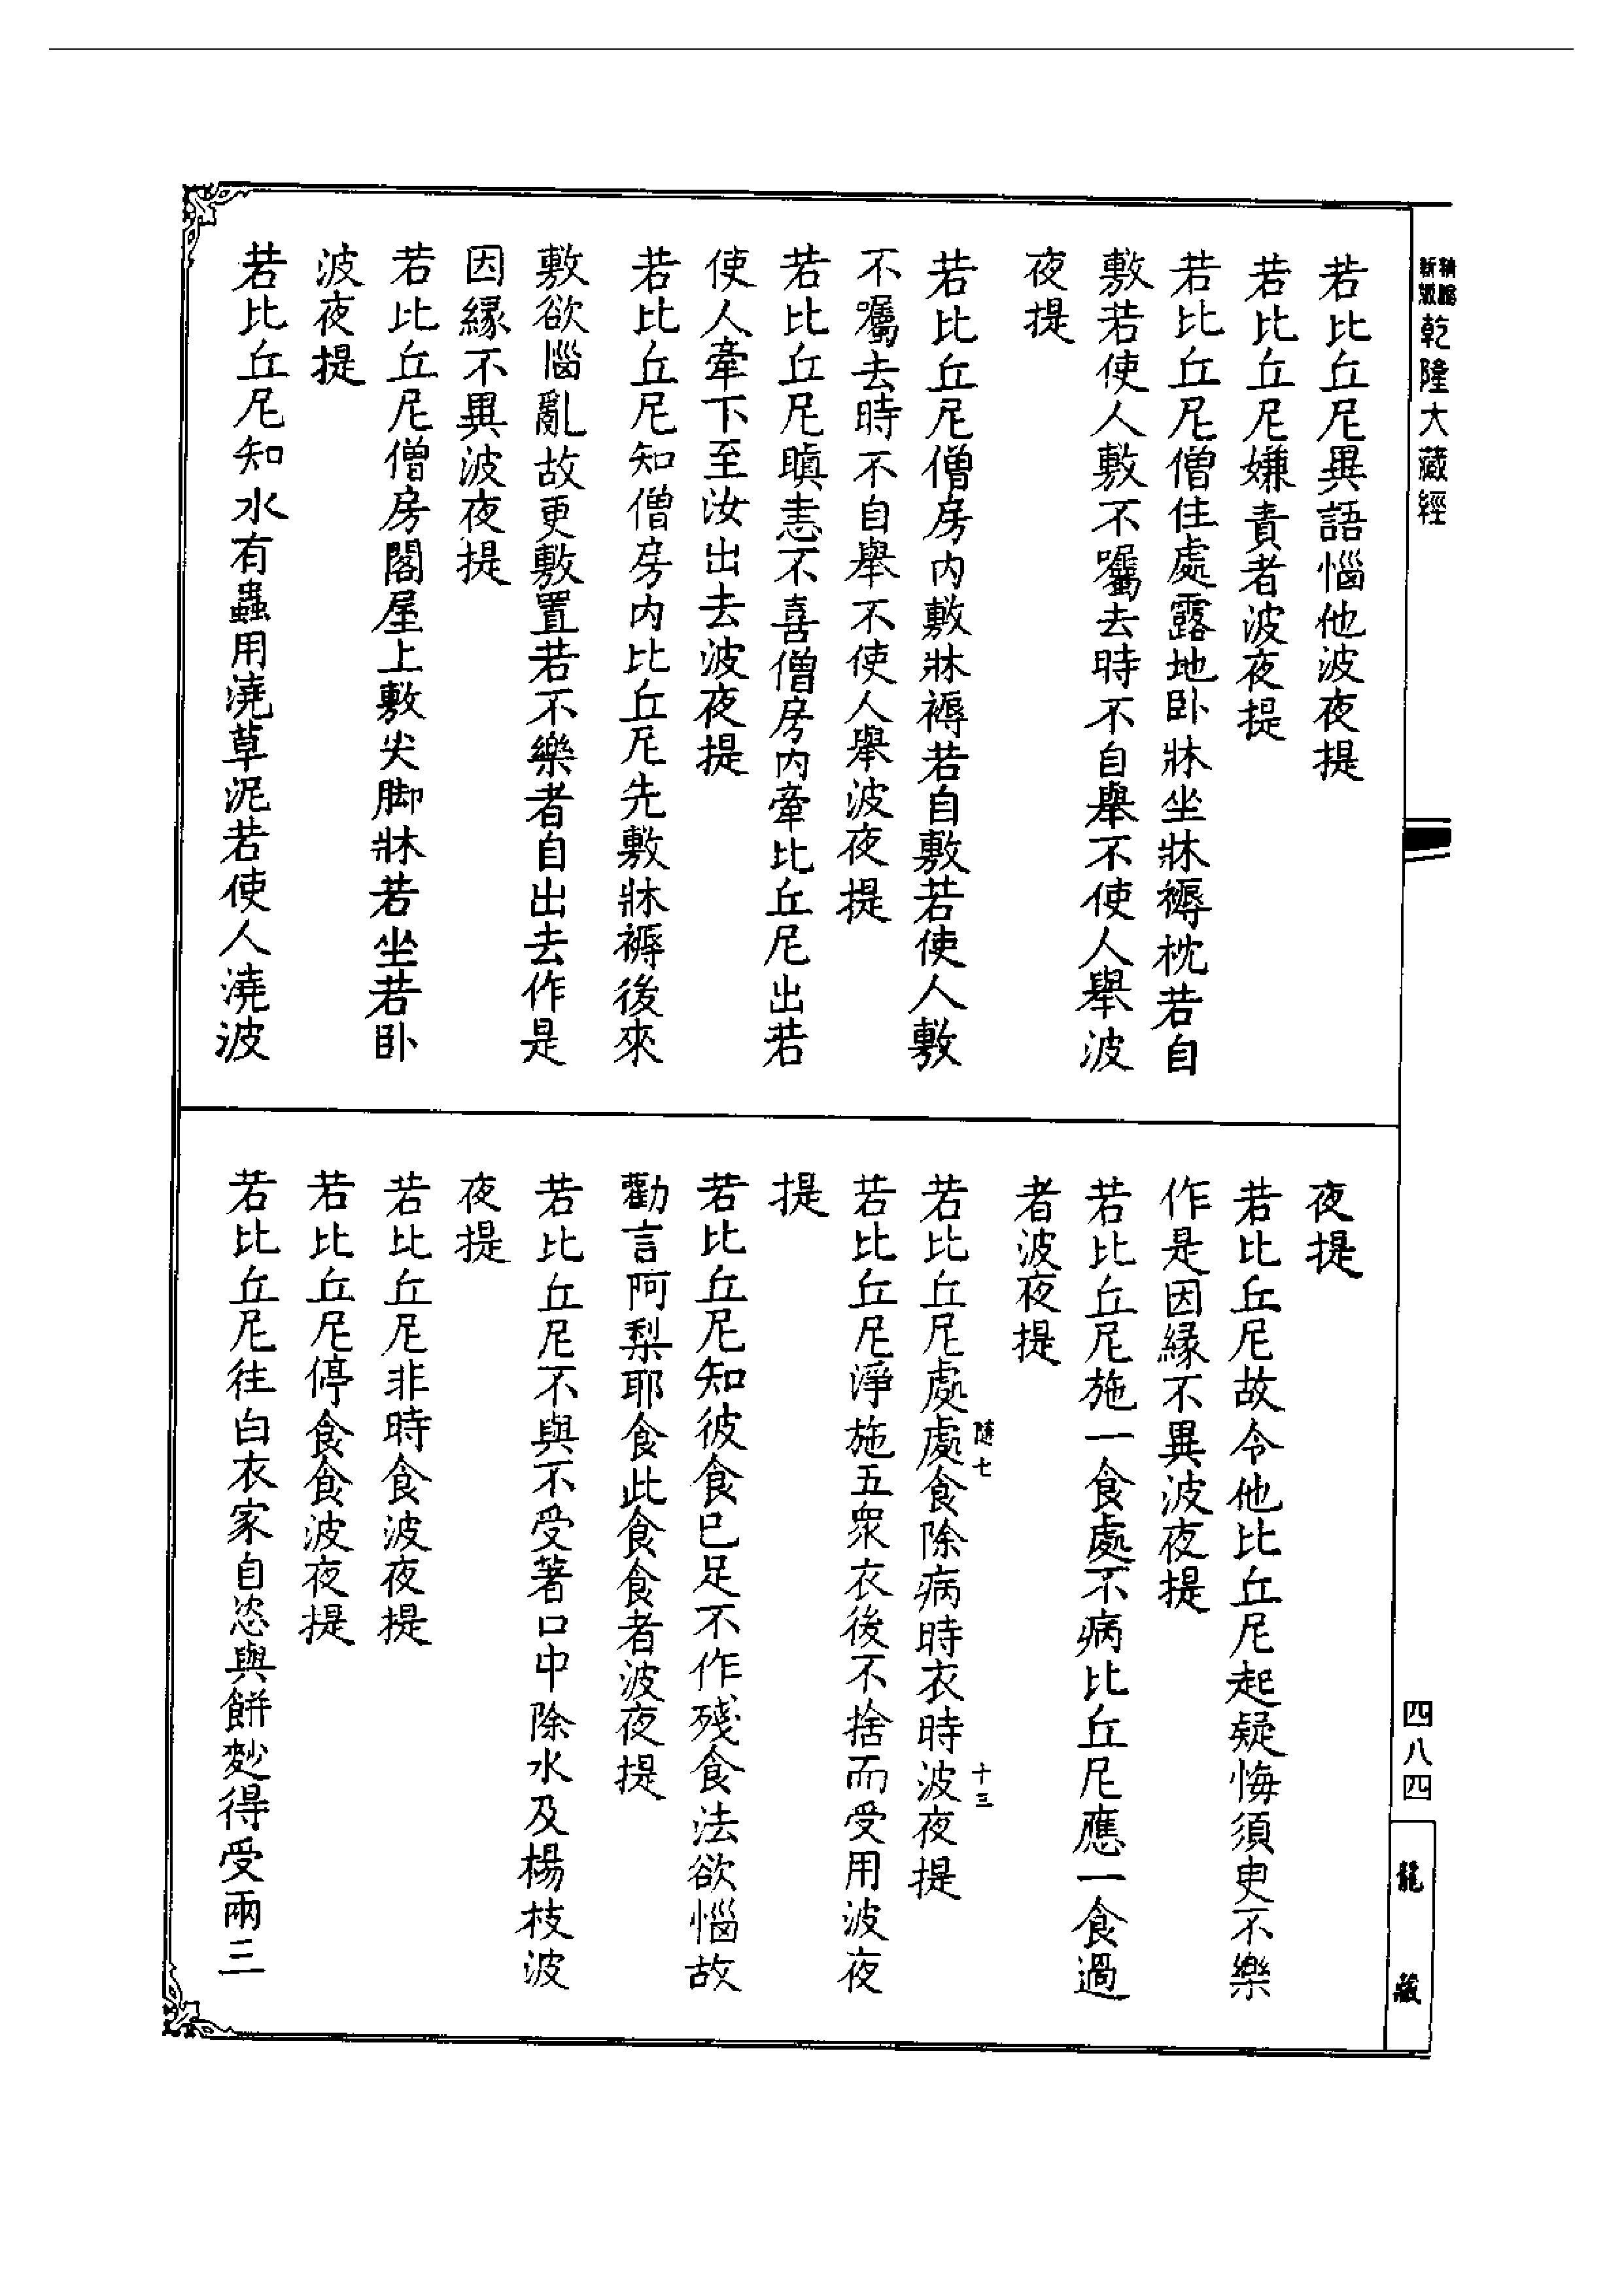 新版
精縮
乾隆大藏經
若比丘尼異語惱他波夜提
若比丘尼嫌責者波夜提
若比丘尼僧住處露地臥牀坐牀褥枕若自
敷若使人敷不囑去時不自舉不使人舉波
夜提
若比丘尼僧房內敷牀褥若自敷若使人敷
不囑去時不自舉不使人舉波夜提
若比丘尼瞋恚不喜僧房內牽比丘尼出若
使人牽下至汝出去波夜提
若比丘尼知僧房內比丘尼先敷牀褥後來
敷欲惱亂故更敷置若不樂者自出去作是
因緣不異波夜提
若比丘尼僧房閣屋上敷尖脚牀若坐若臥
波夜提
若比丘尼知水有蟲用澆草泥若使人澆波
夜提
若比丘尼故令他比丘尼起疑悔須臾不樂
作是因緣不異波夜提
若比丘尼施一食處不病比丘尼應一食過
者波夜提
若比丘尼處處食除病時衣時波夜提
隨七
十三
若比丘尼淨施五眾衣後不捨而受用波夜
提
若比丘尼知彼食已足不作殘食法欲惱故
勸言阿梨耶食此食食者波夜提
若比丘尼不與不受著口中除水及楊枝波
夜提
若比丘尼非時食波夜提
若比丘尼停食食波夜提
若比丘尼往白衣家自恣與餅麨得受兩三
四八四
龍藏